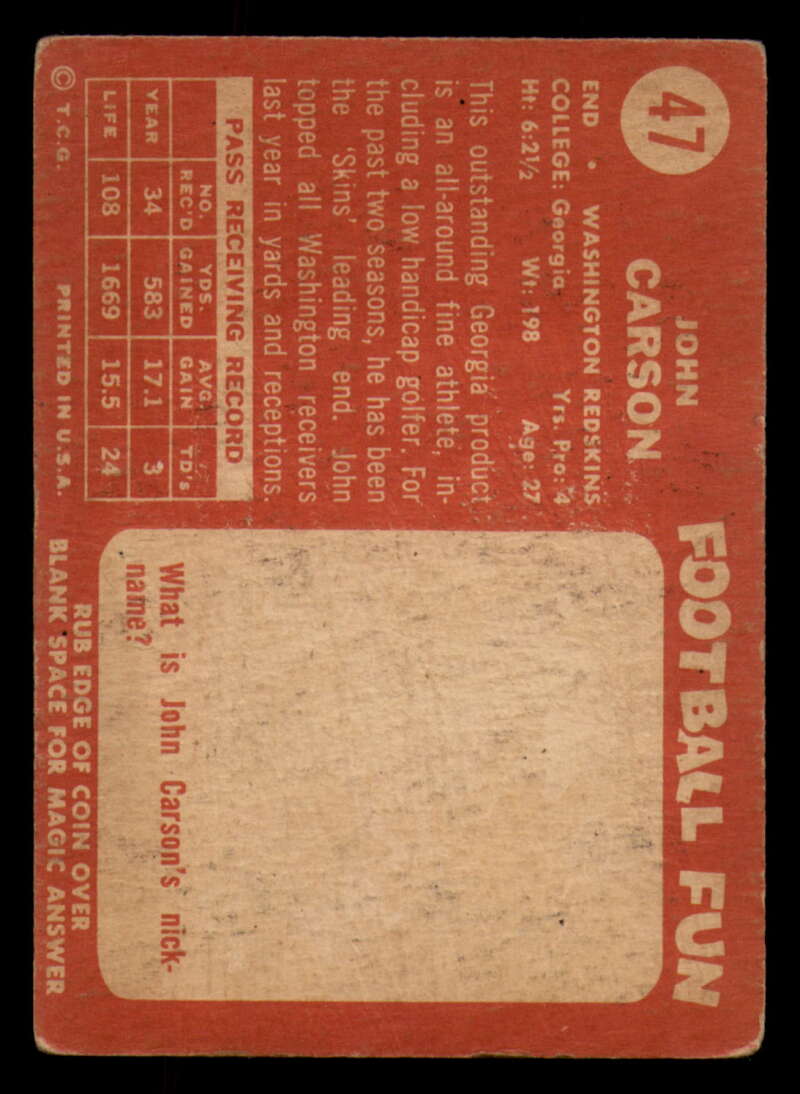 47
JOHN
CARSON
END • WASHINGTON REDSKINS
COLLEGE: Georgia Yrs. Pro: 4
Ht: 6:2½ Wt: 198 Age: 27
This outstanding Georgia product
is an all-around fine athlete, in-
cluding a low handicap golfer. For
the past two seasons, he has been
the 'Skins' leading end. John
topped all Washington receivers
last year in yards and receptions.
PASS RECEIVING RECORD
NO. REC'D YDS. GAINED AVG. GAIN TD's
YEAR 34 583 17.1 3
LIFE 108 1669 15.5 24
© T.C.G. PRINTED IN U.S.A.
FOOTBALL FUN
What is John Carson's nick-
name?
RUB EDGE OF COIN OVER
BLANK SPACE FOR MAGIC ANSWER